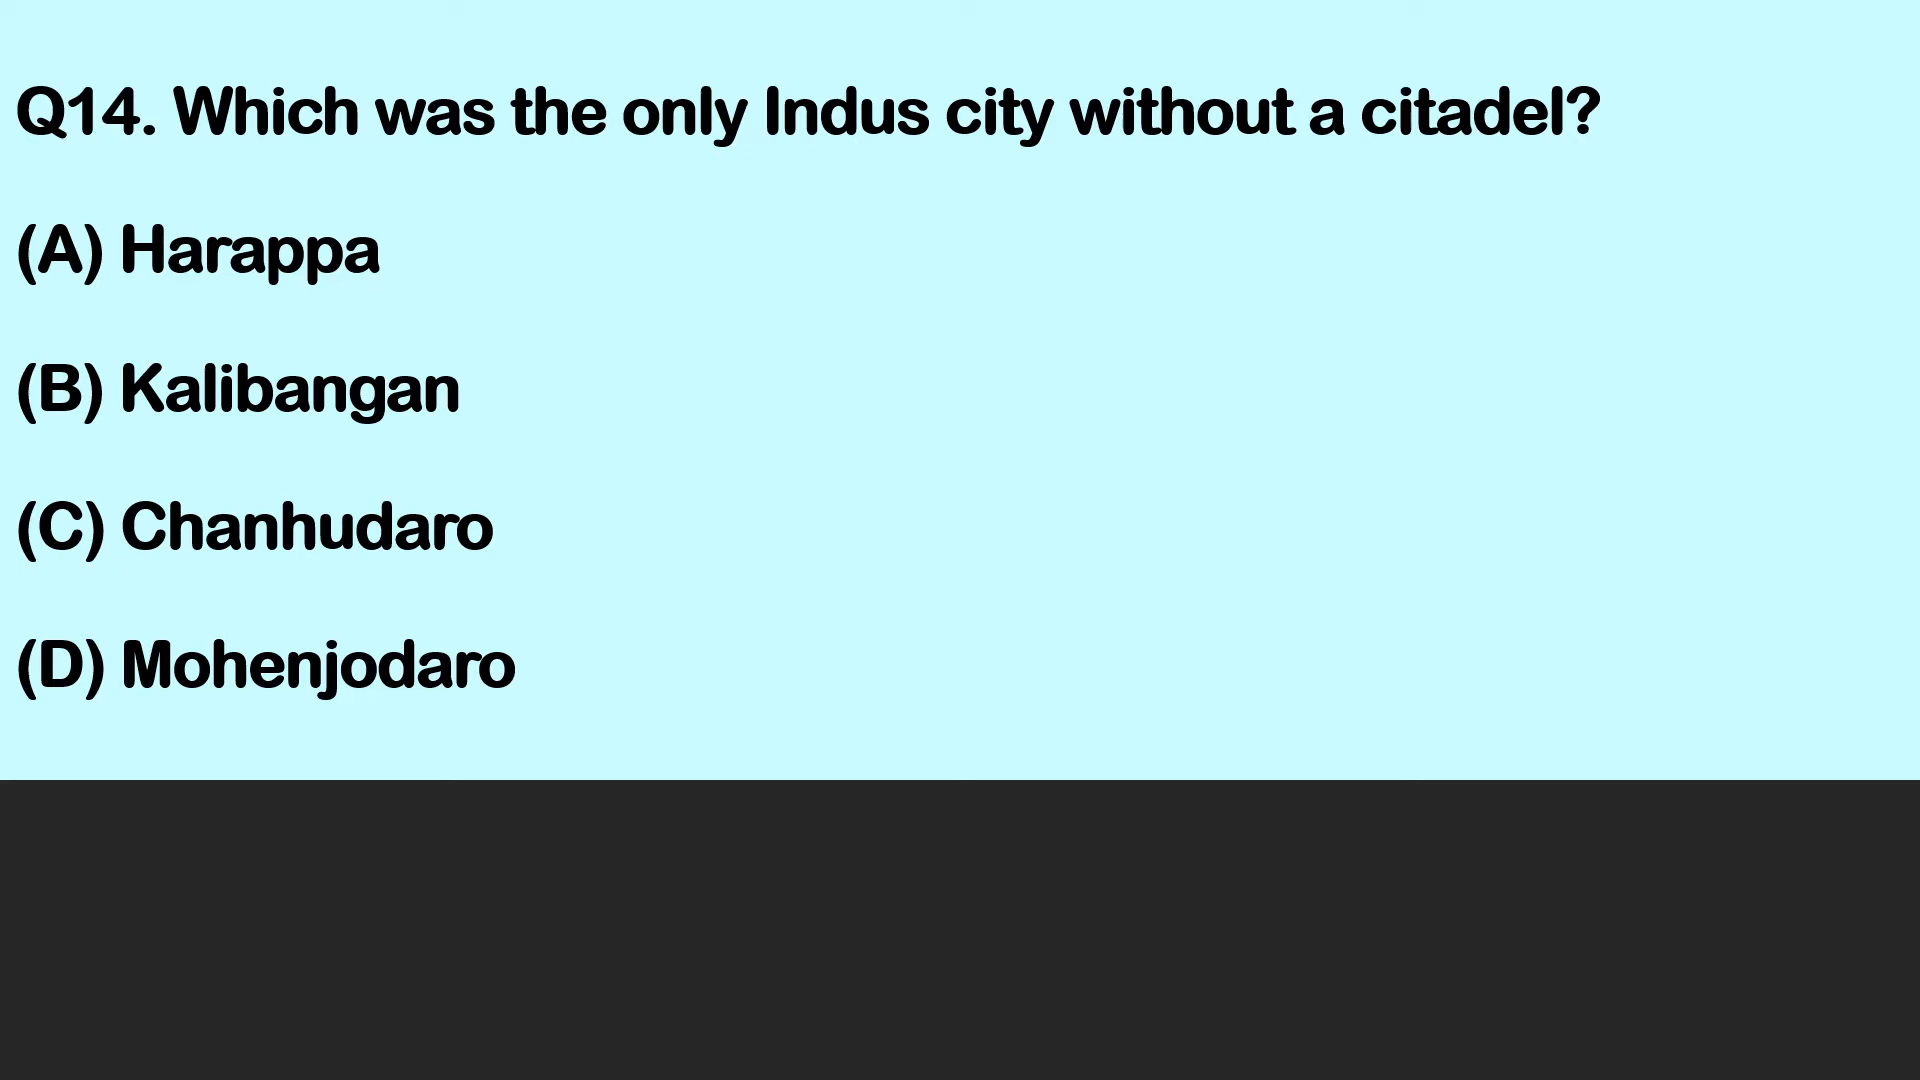 Q14. Which was the only Indus city without a citadel?
(A) Harappa
(B) Kalibangan
(C) Chanhudaro
(D) Mohenjodaro